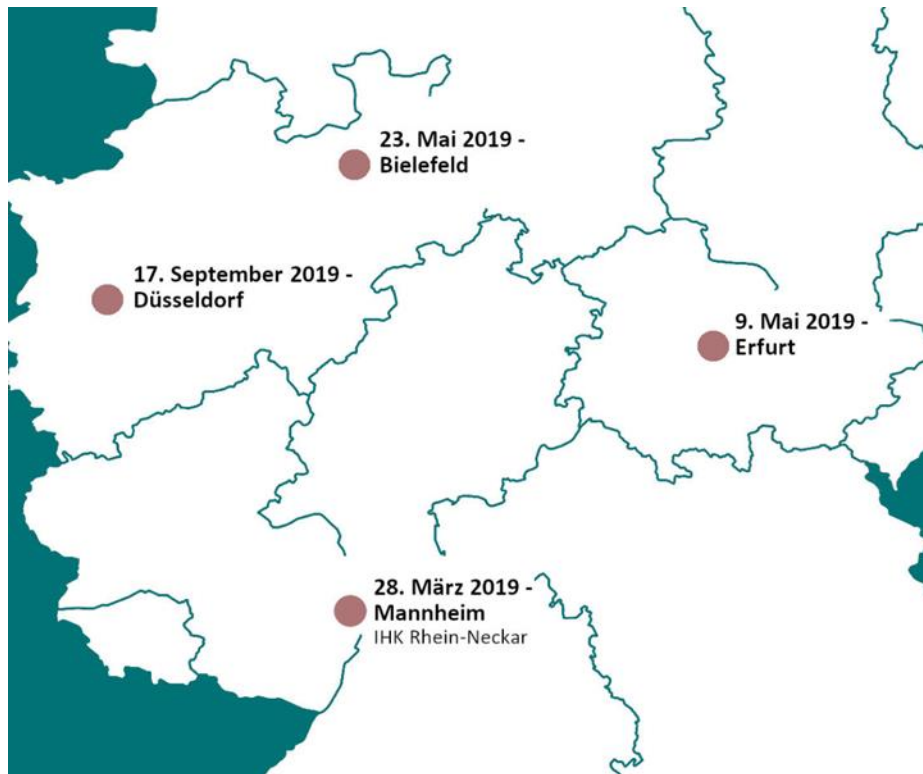 23. Mai 2019 -
Bielefeld
17. September 2019 -
Düsseldorf
9. Mai 2019 -
Erfurt
28. März 2019 -
Mannheim
IHK Rhein-Neckar